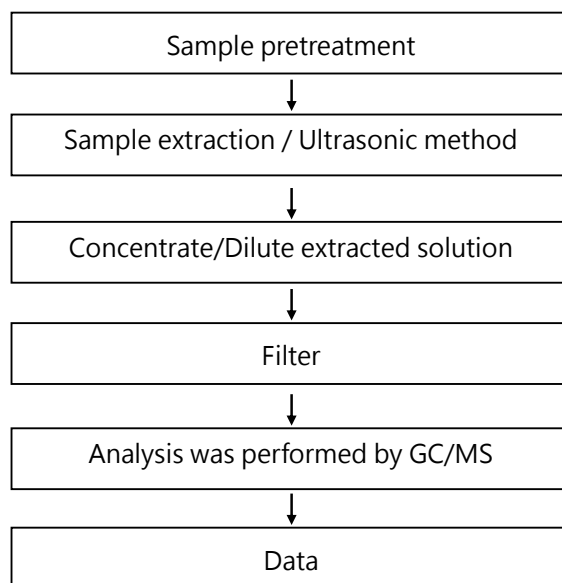 Sample pretreatment
Sample extraction / Ultrasonic method
Concentrate/Dilute extracted solution
Filter
Analysis was performed by GC/MS
Data